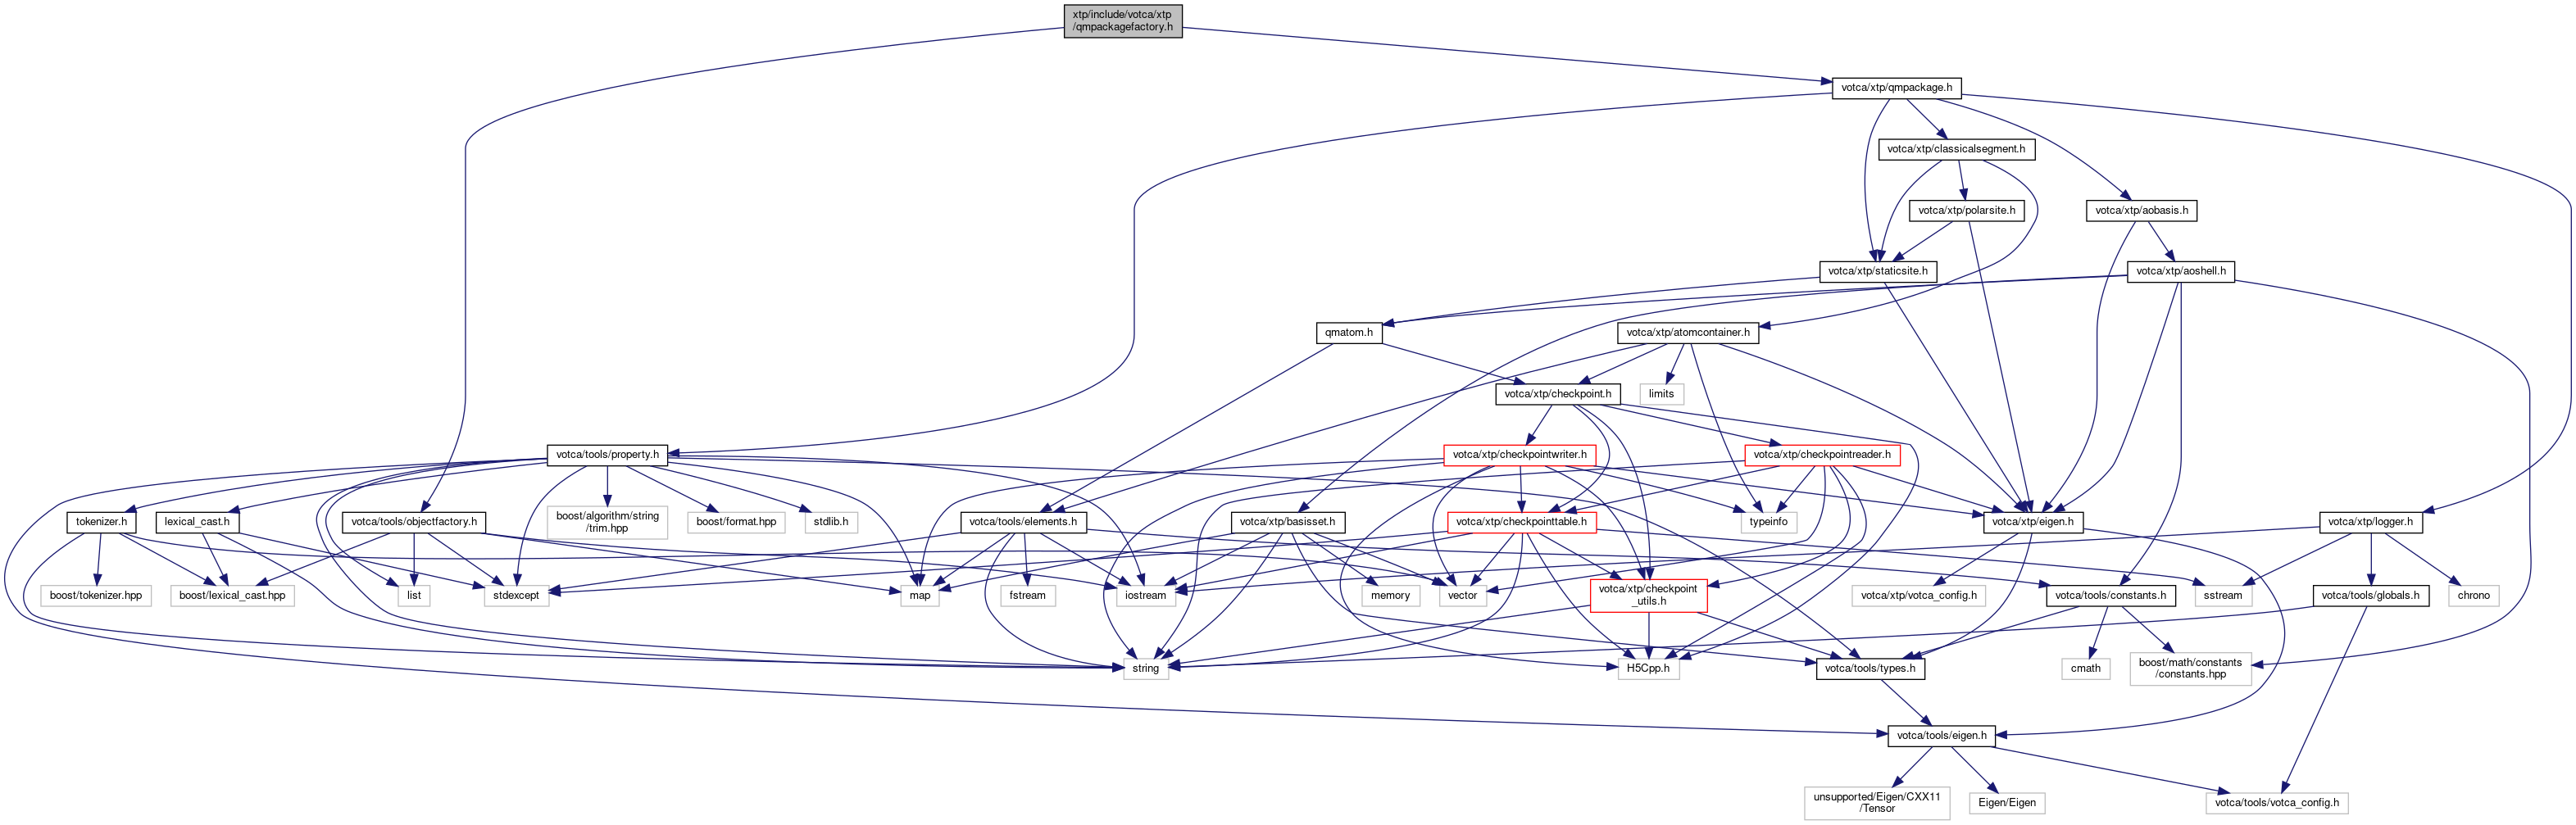 xtp/include/votca/xtp
/qmpackagefactory.h
votca/xtp/qmpackage.h
votca/xtp/classicalsegment.h
votca/xtp/polarsite.h
votca/xtp/aobasis.h
votca/xtp/staticsite.h
votca/xtp/aoshell.h
qmatom.h
votca/xtp/atomcontainer.h
votca/xtp/checkpoint.h
limits
votca/tools/property.h
votca/xtp/checkpointwriter.h
votca/xtp/checkpointreader.h
tokenizer.h
lexical_cast.h
votca/tools/objectfactory.h
boost/algorithm/string
/trim.hpp
boost/format.hpp
stdlib.h
votca/tools/elements.h
votca/xtp/basisset.h
votca/xtp/checkpointtable.h
typeinfo
votca/xtp/eigen.h
votca/xtp/logger.h
boost/tokenizer.hpp
boost/lexical_cast.hpp
list
stdexcept
map
fstream
iostream
memory
vector
votca/xtp/checkpoint
_utils.h
votca/xtp/votca_config.h
votca/tools/constants.h
sstream
votca/tools/globals.h
chrono
string
H5Cpp.h
votca/tools/types.h
cmath
boost/math/constants
/constants.hpp
votca/tools/eigen.h
unsupported/Eigen/CXX11
/Tensor
Eigen/Eigen
votca/tools/votca_config.h